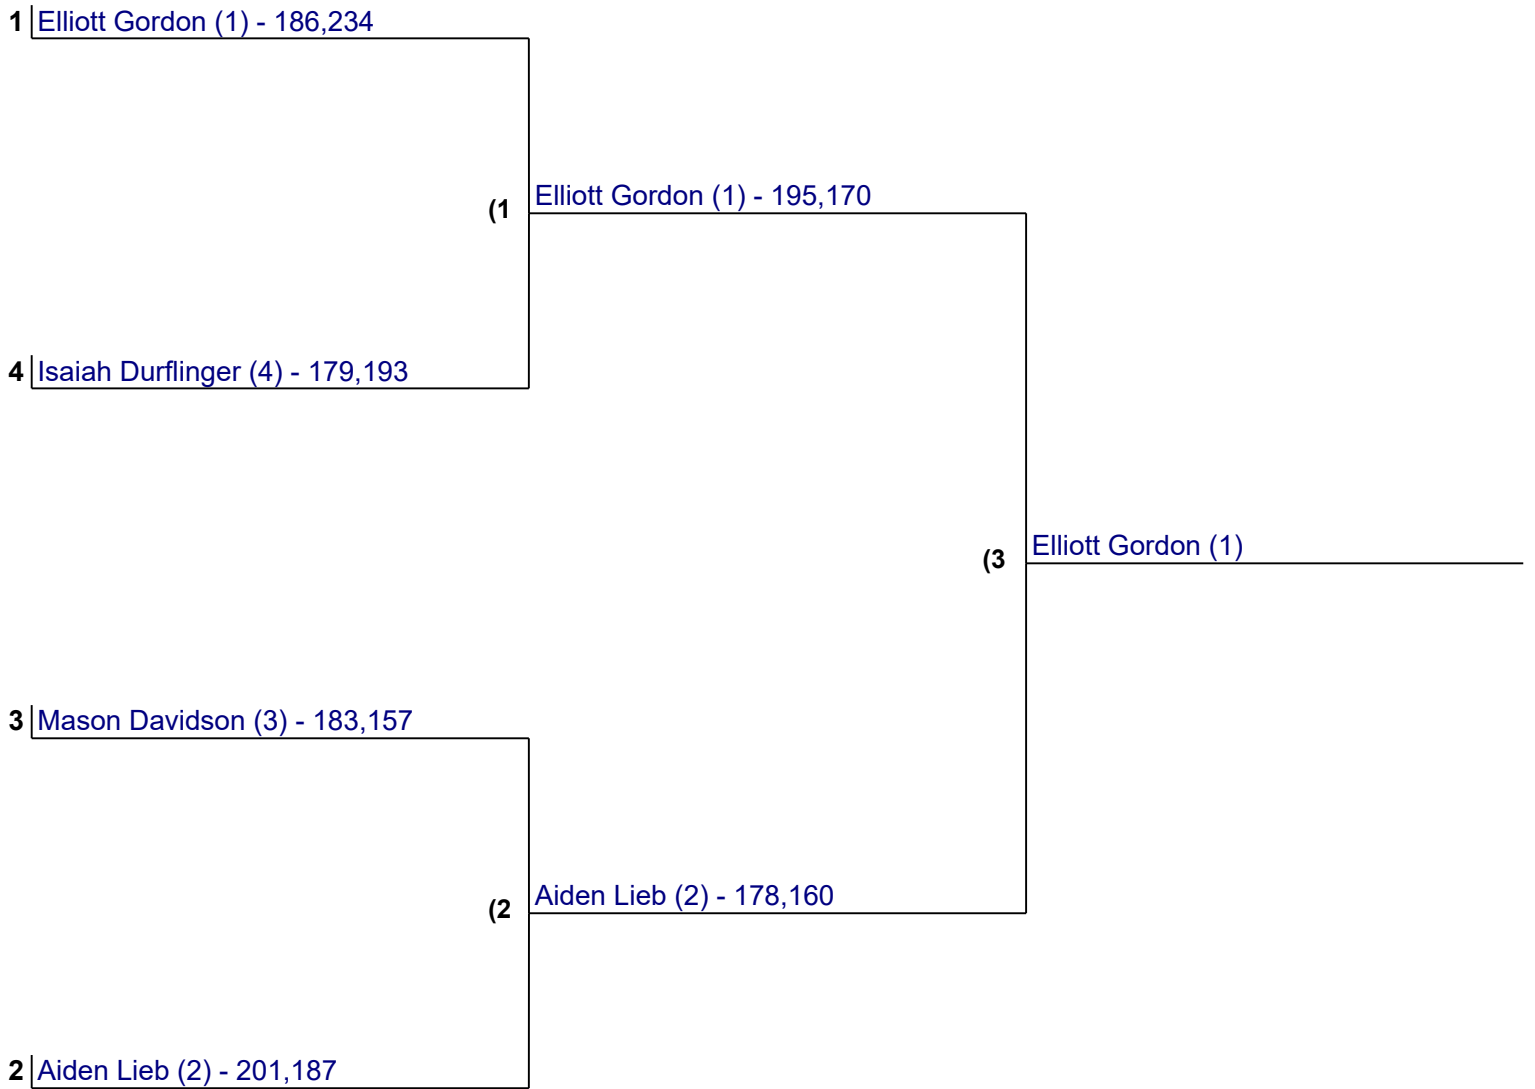 1 Elliott Gordon (1) - 186,234
(1 Elliott Gordon (1) - 195,170
4 Isaiah Durflinger (4) - 179,193
(3 Elliott Gordon (1)
3 Mason Davidson (3) - 183,157
(2 Aiden Lieb (2) - 178,160
2 Aiden Lieb (2) - 201,187